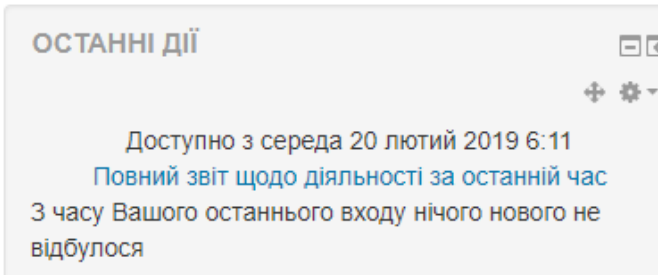 ОСТАННІ ДІЇ
Доступно з середа 20 лютий 2019 6:11
Повний звіт щодо діяльності за останній час
З часу Вашого останнього входу нічого нового не
відбулося